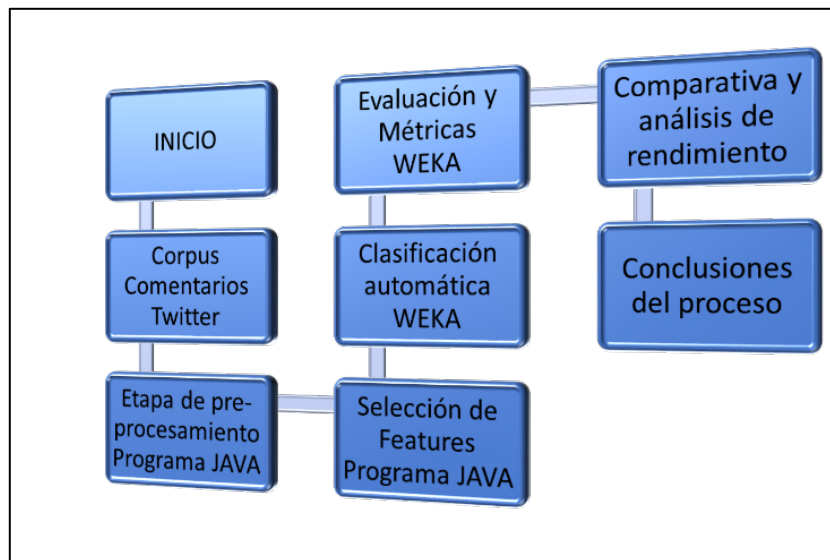 INICIO
Corpus
Comentarios
Twitter
Etapa de pre-
procesamiento
Programa JAVA
Selección de
Features
Programa JAVA
Clasificación
automática
WEKA
Evaluación y
Métricas
WEKA
Comparativa y
análisis de
rendimiento
Conclusiones
del proceso